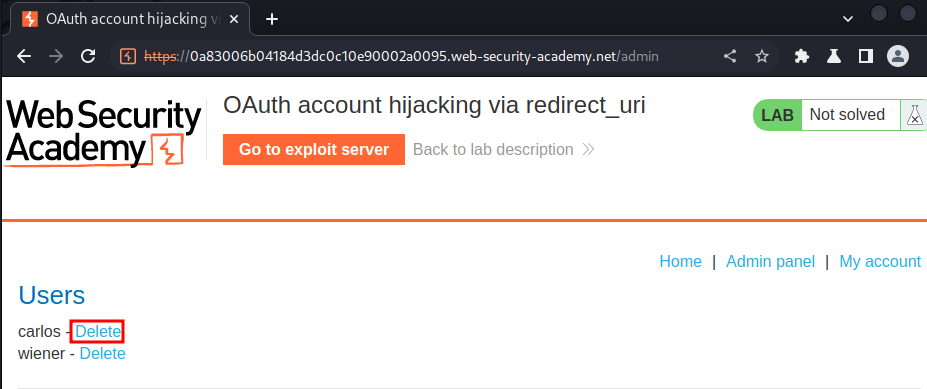 OAuth account hijacking vi
https://0a83006b04184d3dc0c10e90002a0095.web-security-academy.net/admin
Web Security
Academy
OAuth account hijacking via redirect_uri
Go to exploit server
Back to lab description
LAB
Not solved
Home | Admin panel | My account
Users
carlos - Delete
wiener - Delete